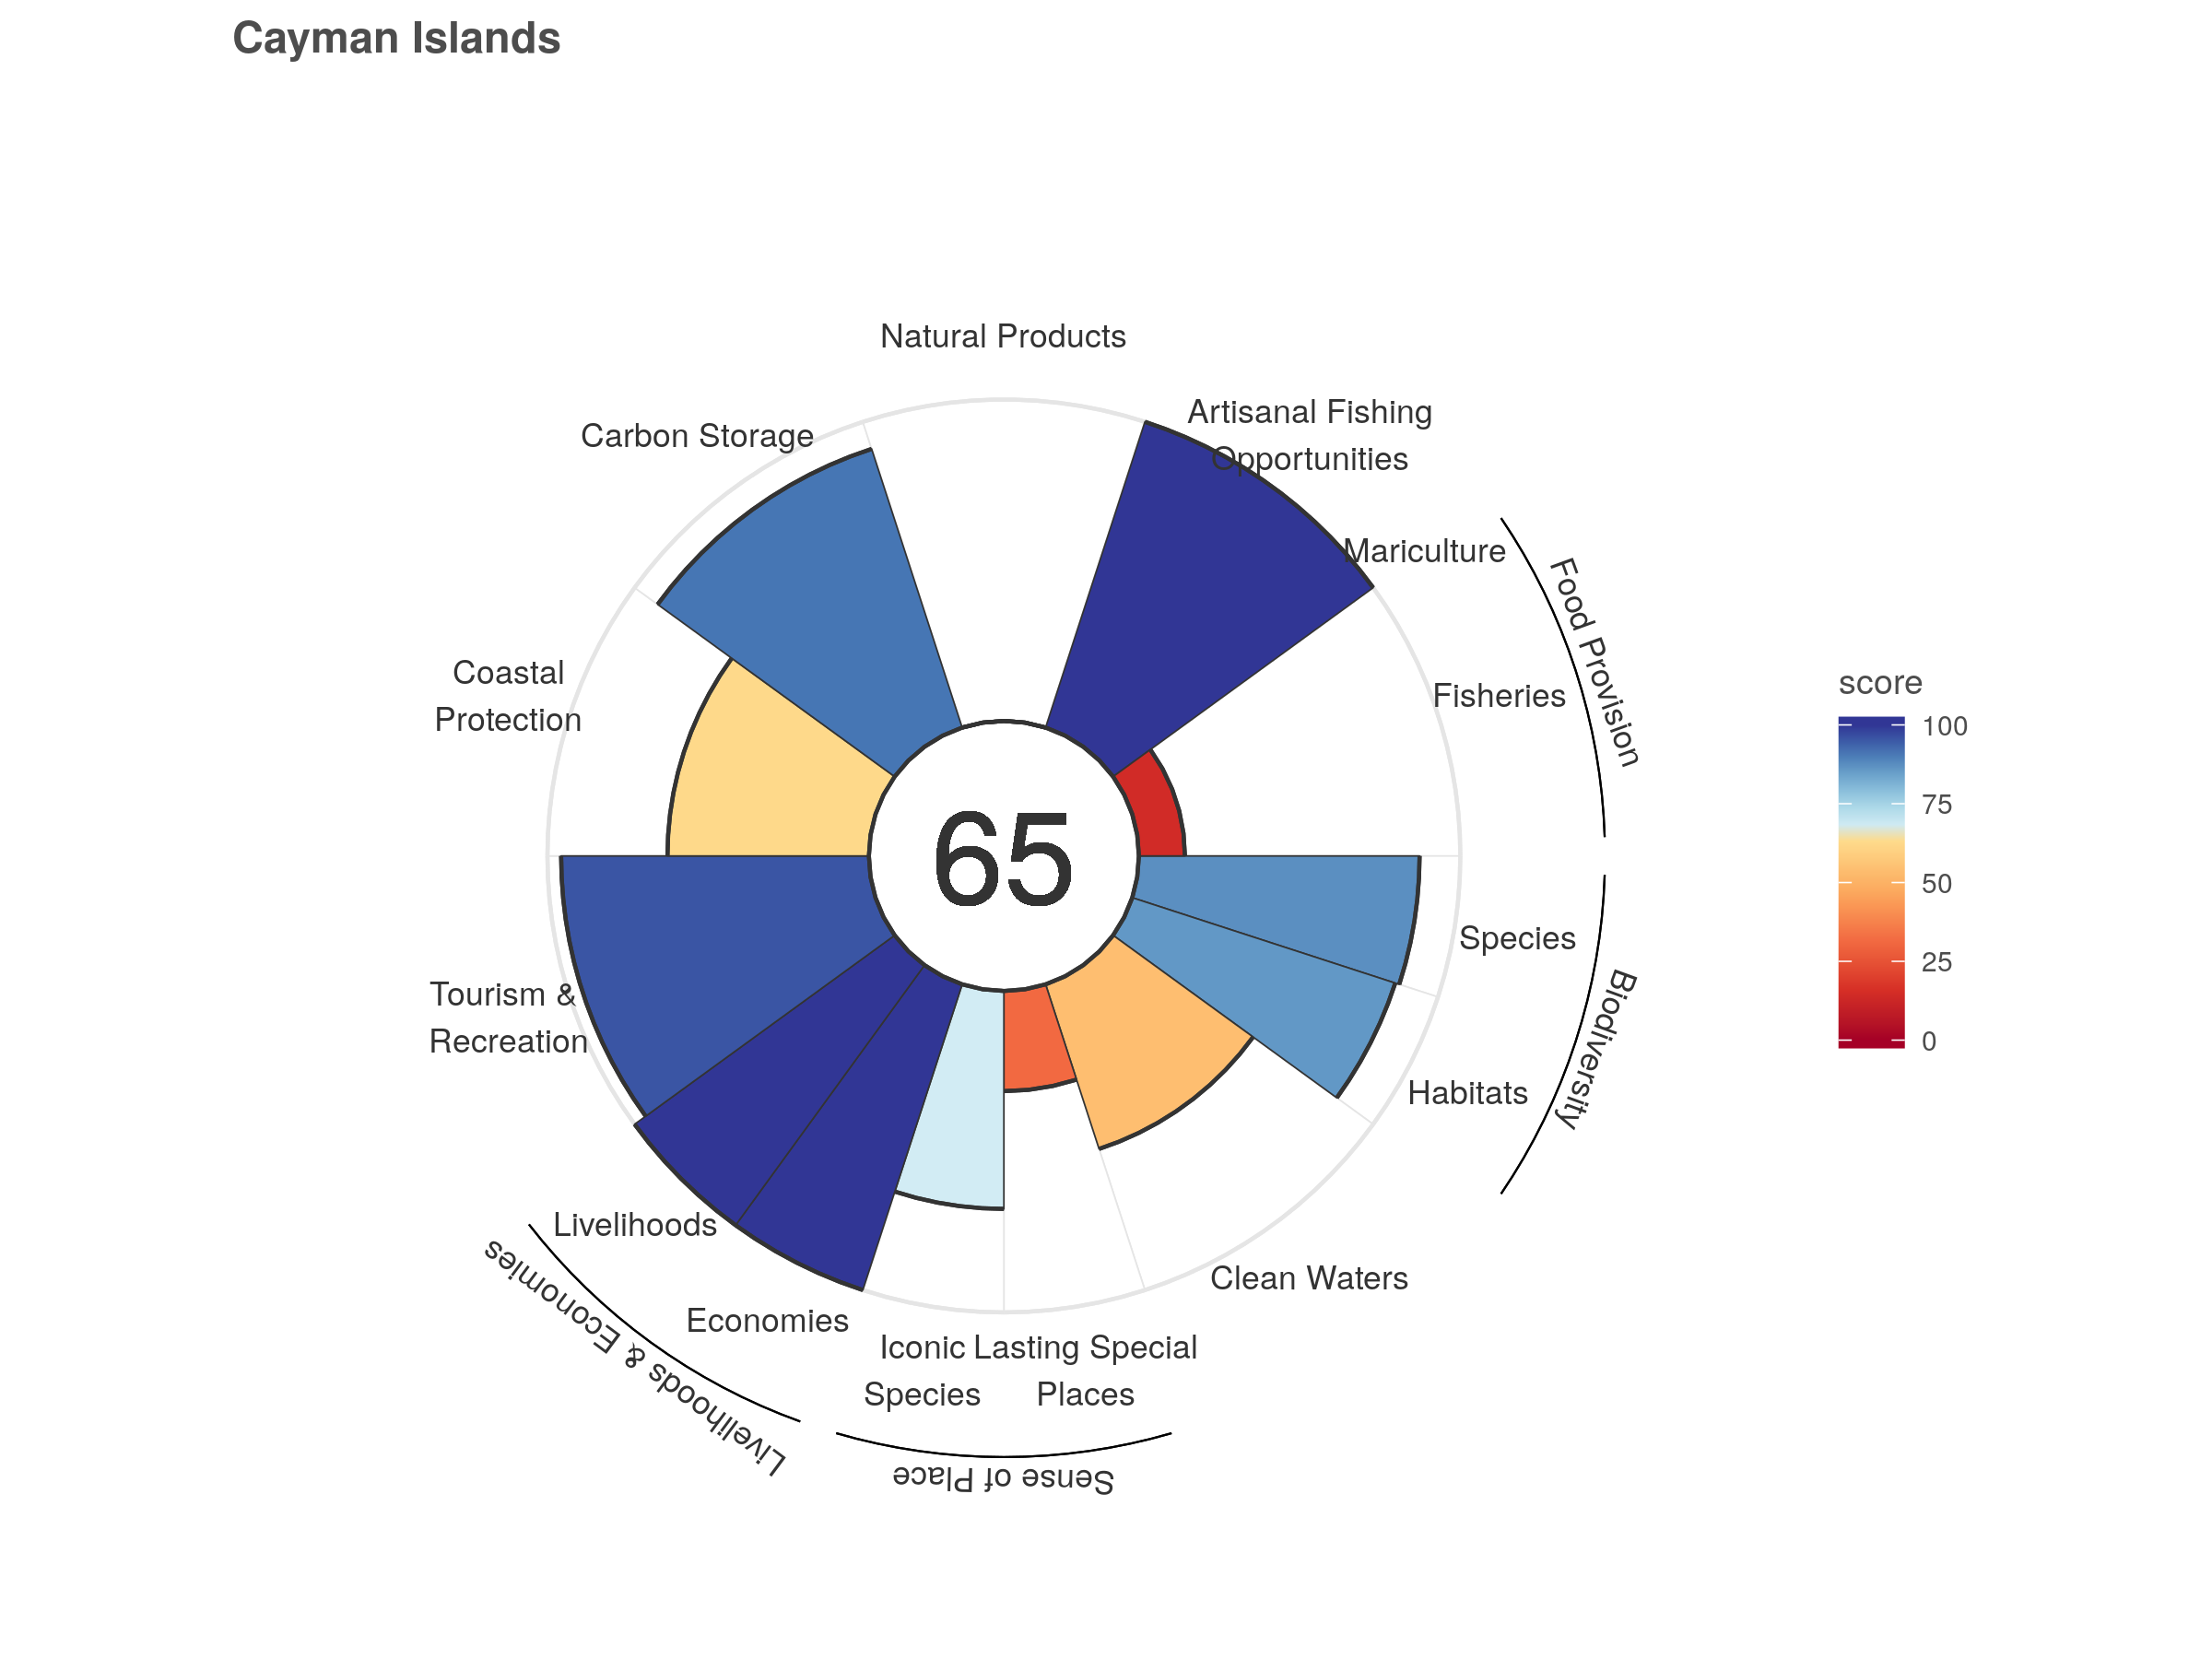 Cayman Islands
Natural Products
Artisanal Fishing
Opportunities
Carbon Storage
Mariculture
Food Provision
Fisheries
Coastal
Protection
score
100
75
50
25
0
65
Species
Biodiversity
Tourism &
Recreation
Habitats
Livelihoods
Clean Waters
Economies
Livelihoods & Economies
Iconic
Species
Lasting Special
Places
Sense of Place